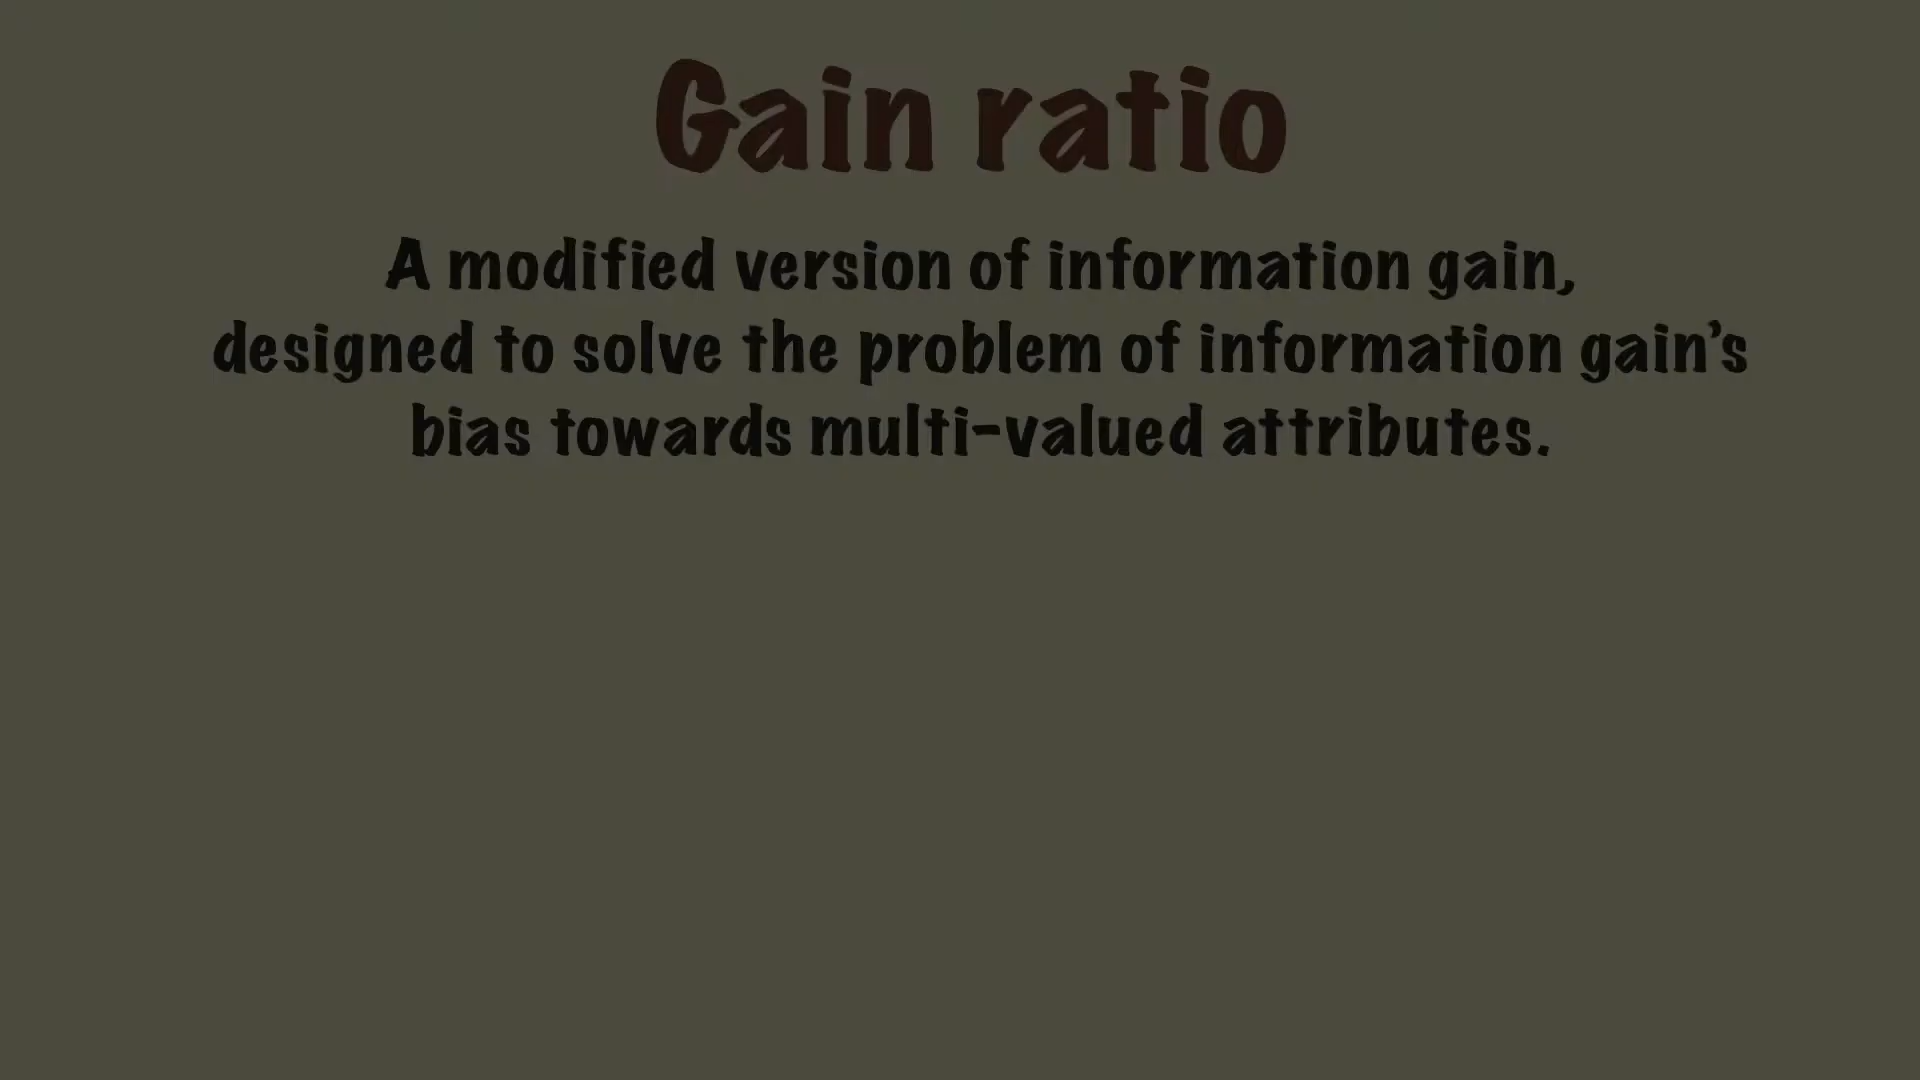 Gain ratio
A modified version of information gain,
designed to solve the problem of information gain’s
bias towards multi-valued attributes.